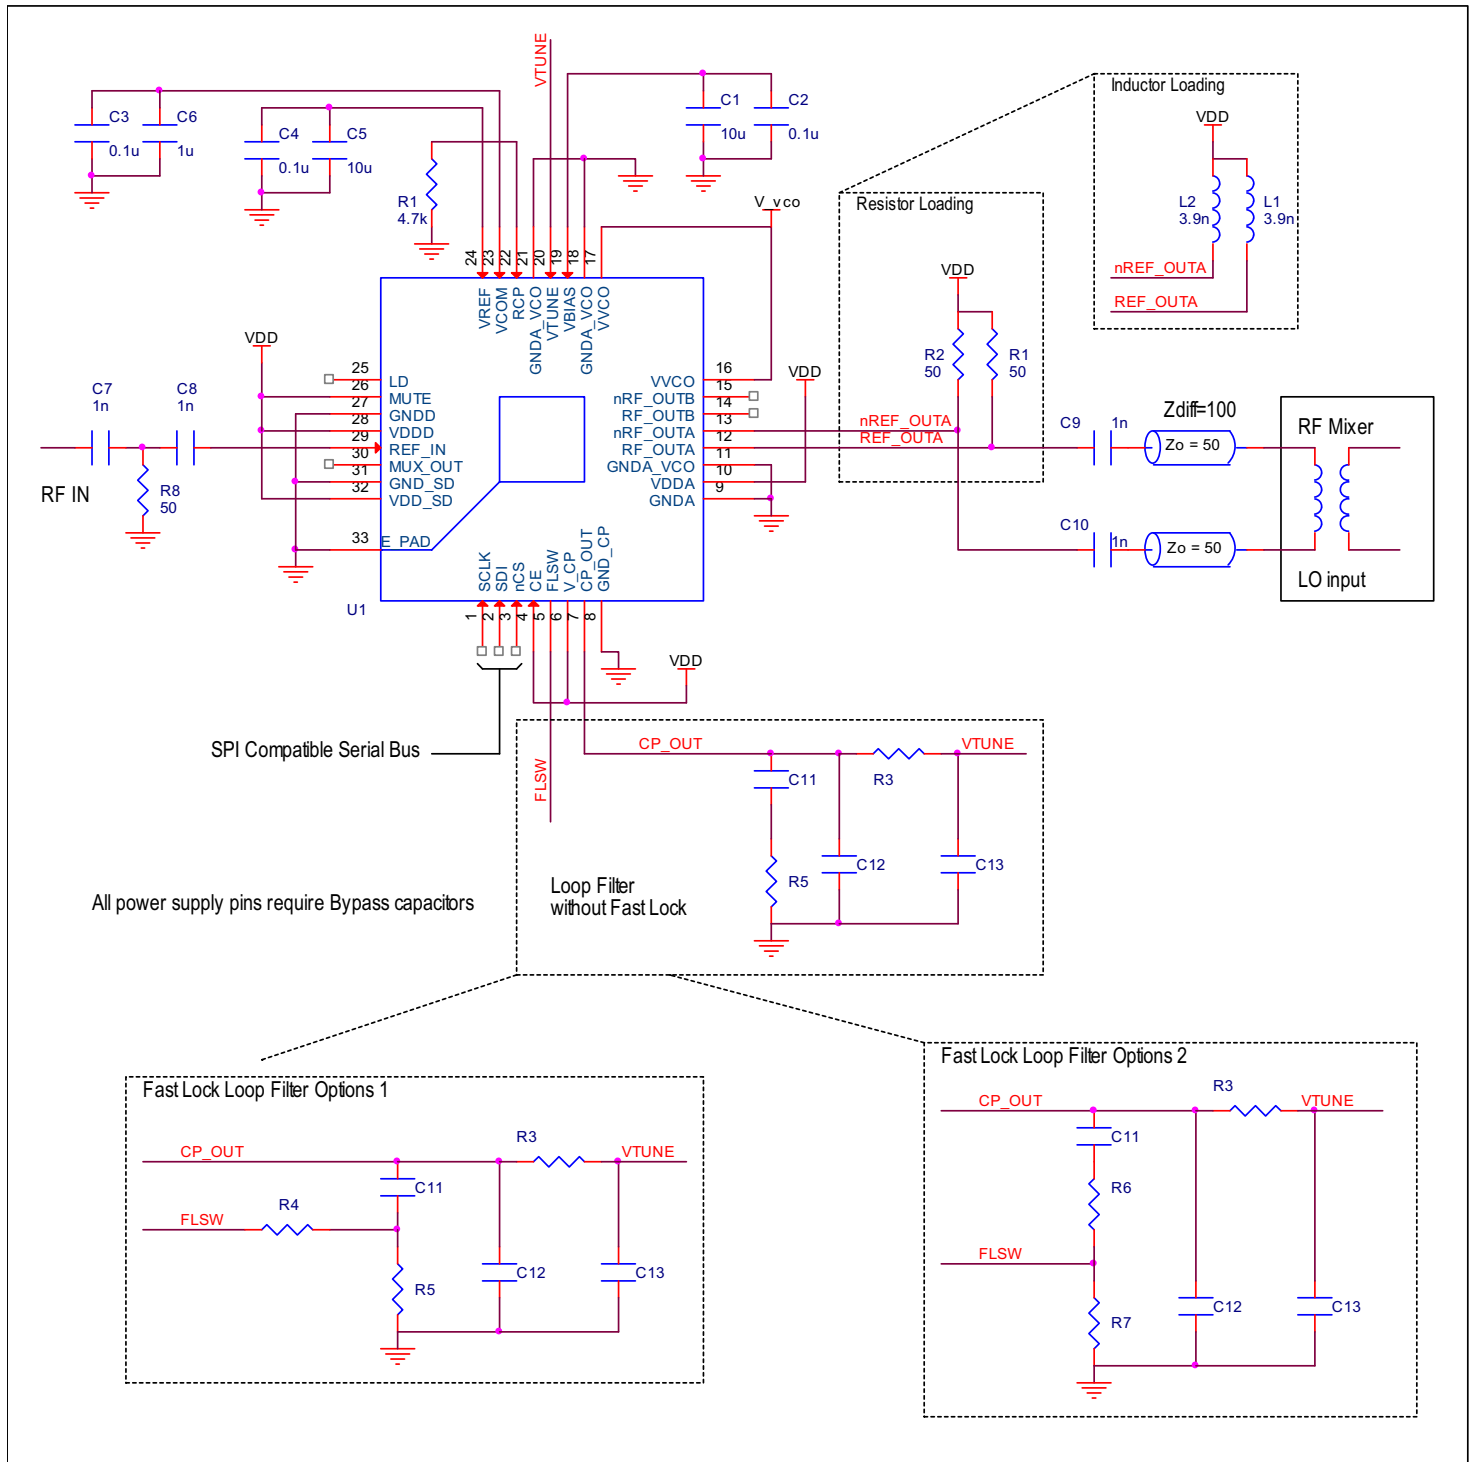 VTUNE
C3
0.1u
C6
1u
C4
0.1u
C5
10u
C1
10u
C2
0.1u
R1
4.7k
V_vco
Inductor Loading
VDD
L2
3.9n
L1
3.9n
nREF_OUTA
REF_OUTA
Resistor Loading
VDD
R2
50
R1
50
24
23
22
21
20
19
18
17
VREF
VCOM
RCP
GNDA_VCO
VTUNE
VBIAS
GNDA_VCO
VVCO
VDD
25
26
27
28
29
30
31
32
33
LD
MUTE
GNDD
VDDD
REF_IN
MUX_OUT
GND_SD
VDD_SD
E_PAD
VVCO
nRF_OUTB
RF_OUTB
nRF_OUTA
RF_OUTA
GNDA_VCO
VDDA
GNDA
16
15
14
13
12
11
10
9
VDD
nREF_OUTA
REF_OUTA
C7
1n
C8
1n
RF IN
R8
50
C9
1n
Zdiff=100
Zo = 50
RF Mixer
C10
1n
Zo = 50
LO input
SCLK
SDI
nCS
CE
FLSW
V_CP
CP_OUT
GND_CP
U1
1
2
3
4
5
6
7
8
VDD
SPI Compatible Serial Bus
FLSW
CP_OUT
VTUNE
C11
R3
R5
C12
C13
Loop Filter
without Fast Lock
All power supply pins require Bypass capacitors
Fast Lock Loop Filter Options 1
CP_OUT
R3
VTUNE
C11
FLSW
R4
R5
C12
C13
Fast Lock Loop Filter Options 2
CP_OUT
R3
VTUNE
C11
R6
FLSW
R7
C12
C13